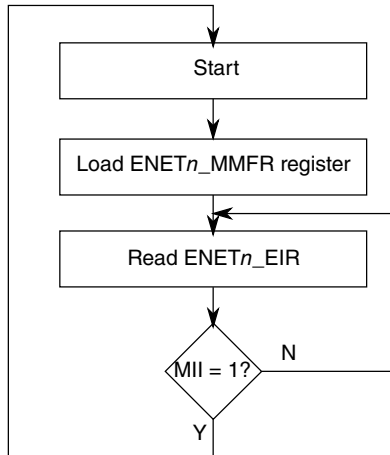 Start
Load ENETn_MMFR register
Read ENETn_EIR
MII = 1?
N
Y